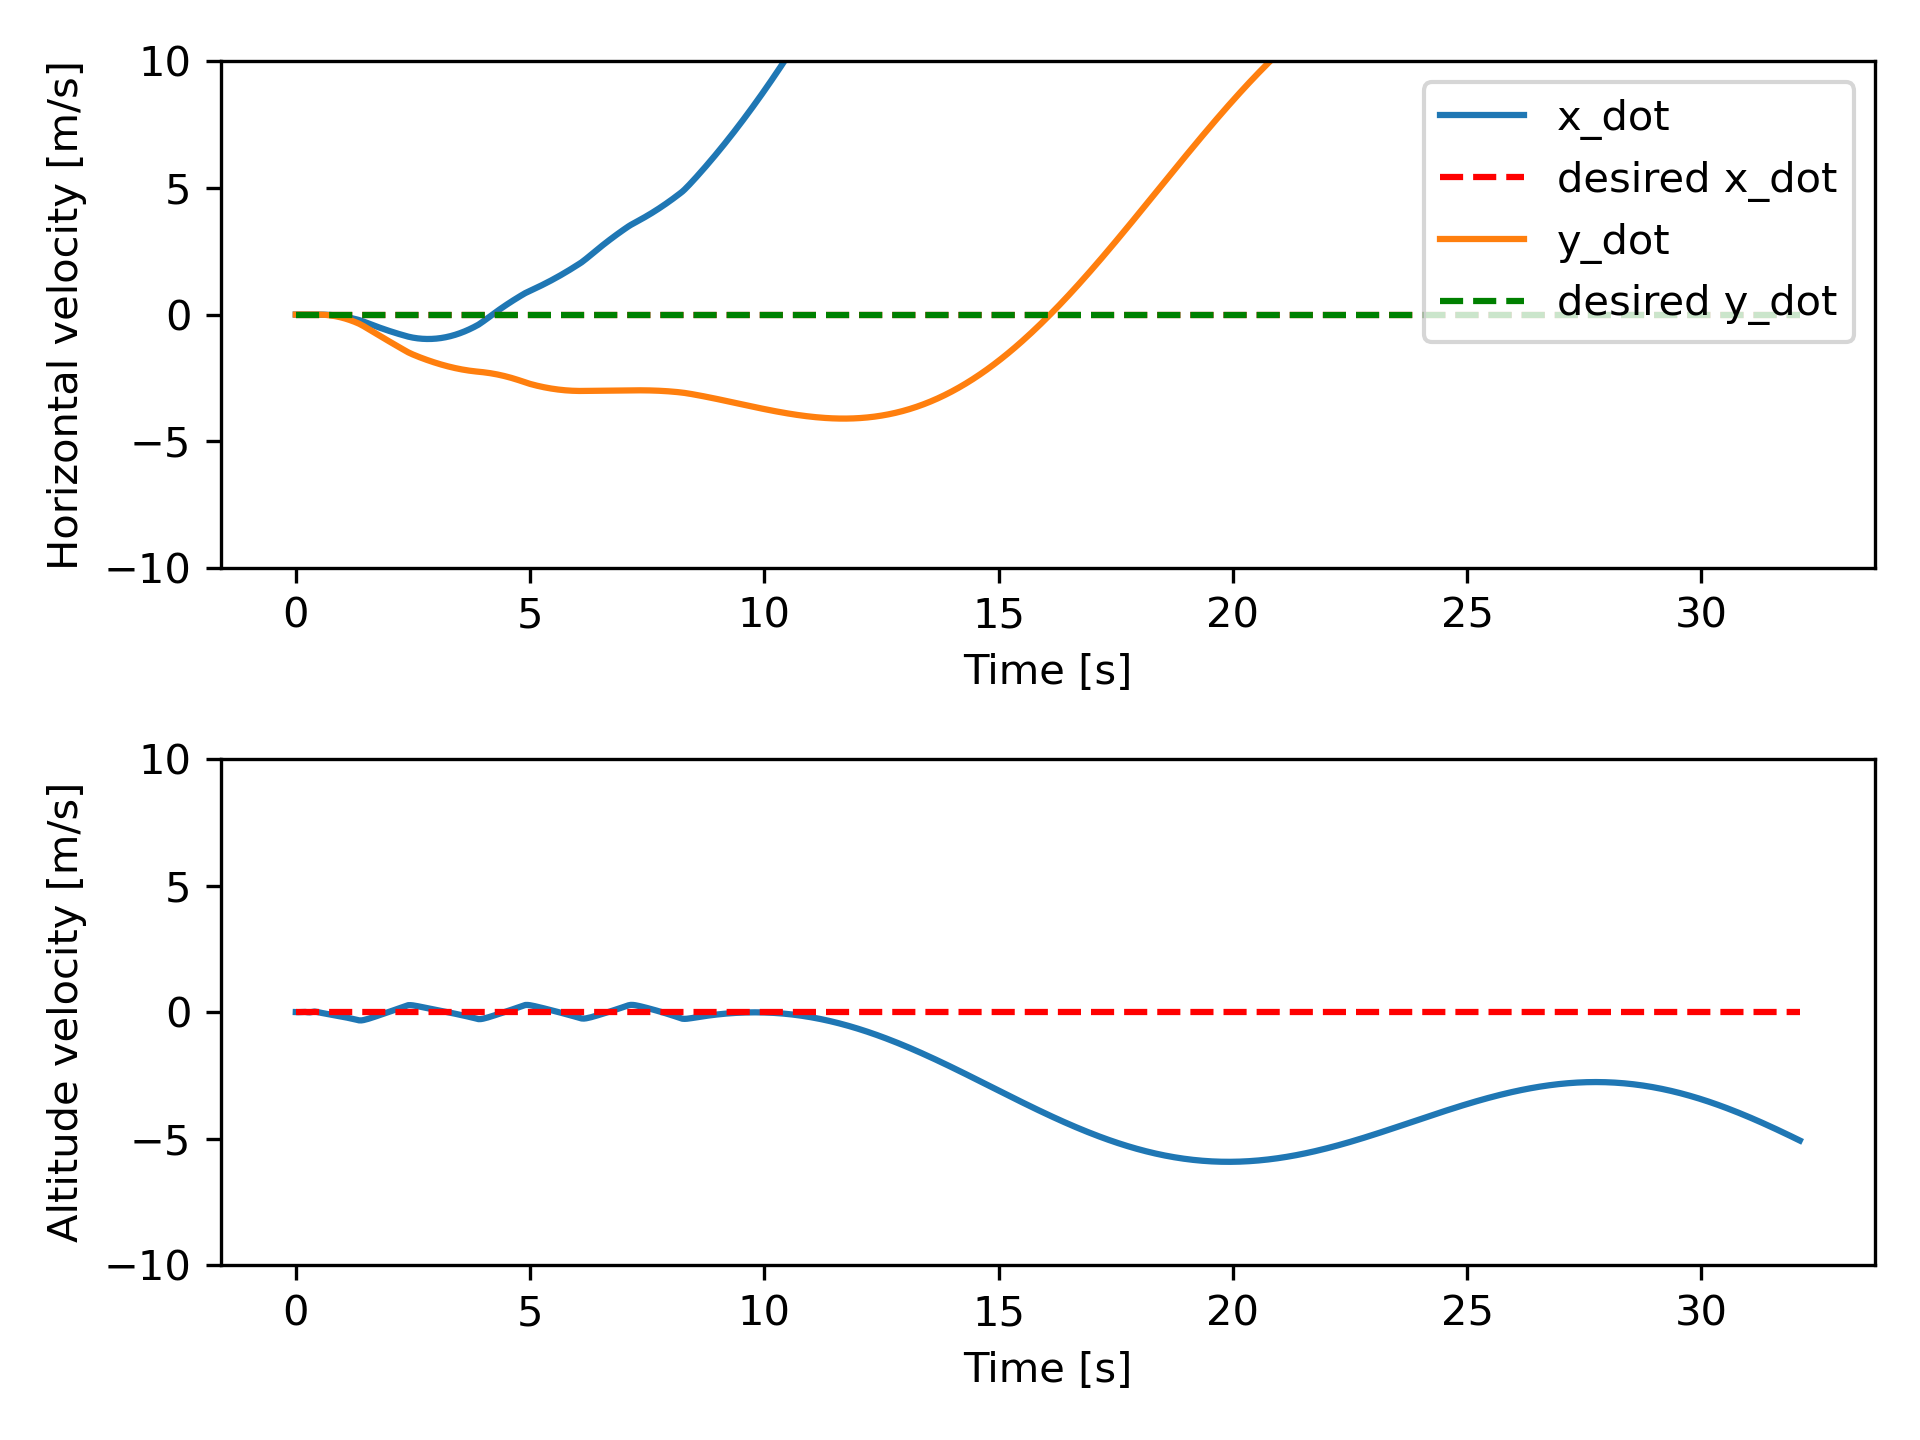 Horizontal velocity [m/s]
10
5
0
−5
−10
x_dot
desired x_dot
y_dot
desired y_dot
0 5 10 15 20 25 30
Time [s]
Altitude velocity [m/s]
10
5
0
−5
−10
0 5 10 15 20 25 30
Time [s]